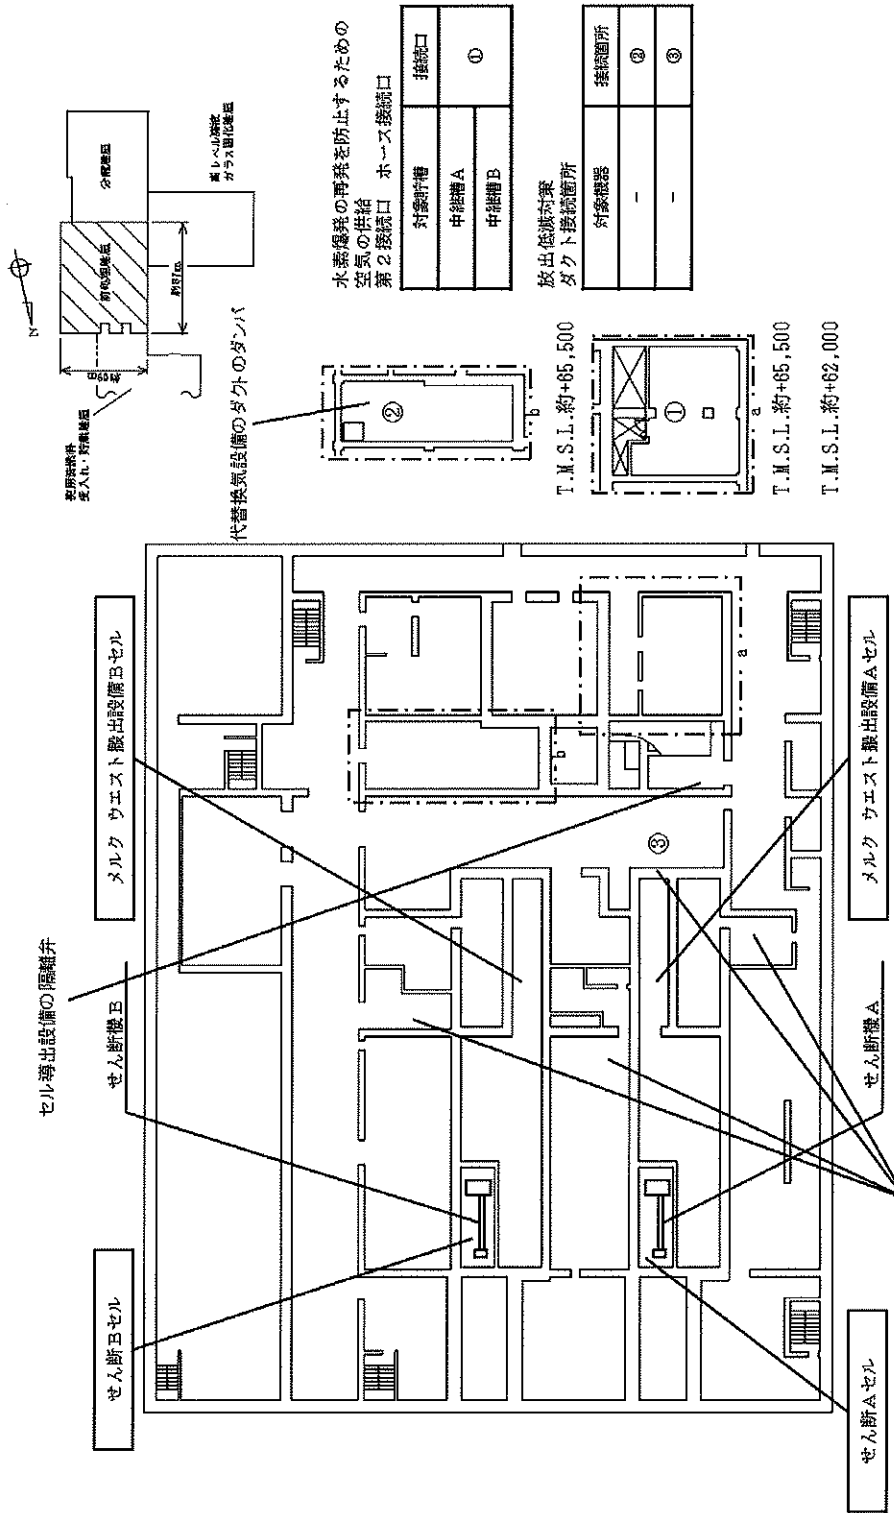 N
使用済燃料
受入れ・貯蔵建屋
前処理建屋
分離建屋
高レベル廃液
ガラス固化建屋
約69m
約87m
代替換気設備のダクトのダンパ
水素爆発の再発を防止するための
空気の供給
第2接続口 ホース接続口
対象貯槽 接続口
中継槽A ①
中継槽B
放出低減対策
ダクト接続箇所
対象機器 接続箇所
- ②
- ③
②
b
T.M.S.L.約+65,500
①
a
T.M.S.L.約+65,500
T.M.S.L.約+62,000
セル導出設備の隔離弁
せん断Bセル
せん断機B
メルク ウエスト搬出設備Bセル
b
a
③
せん断Aセル
せん断機A
メルク ウエスト搬出設備Aセル